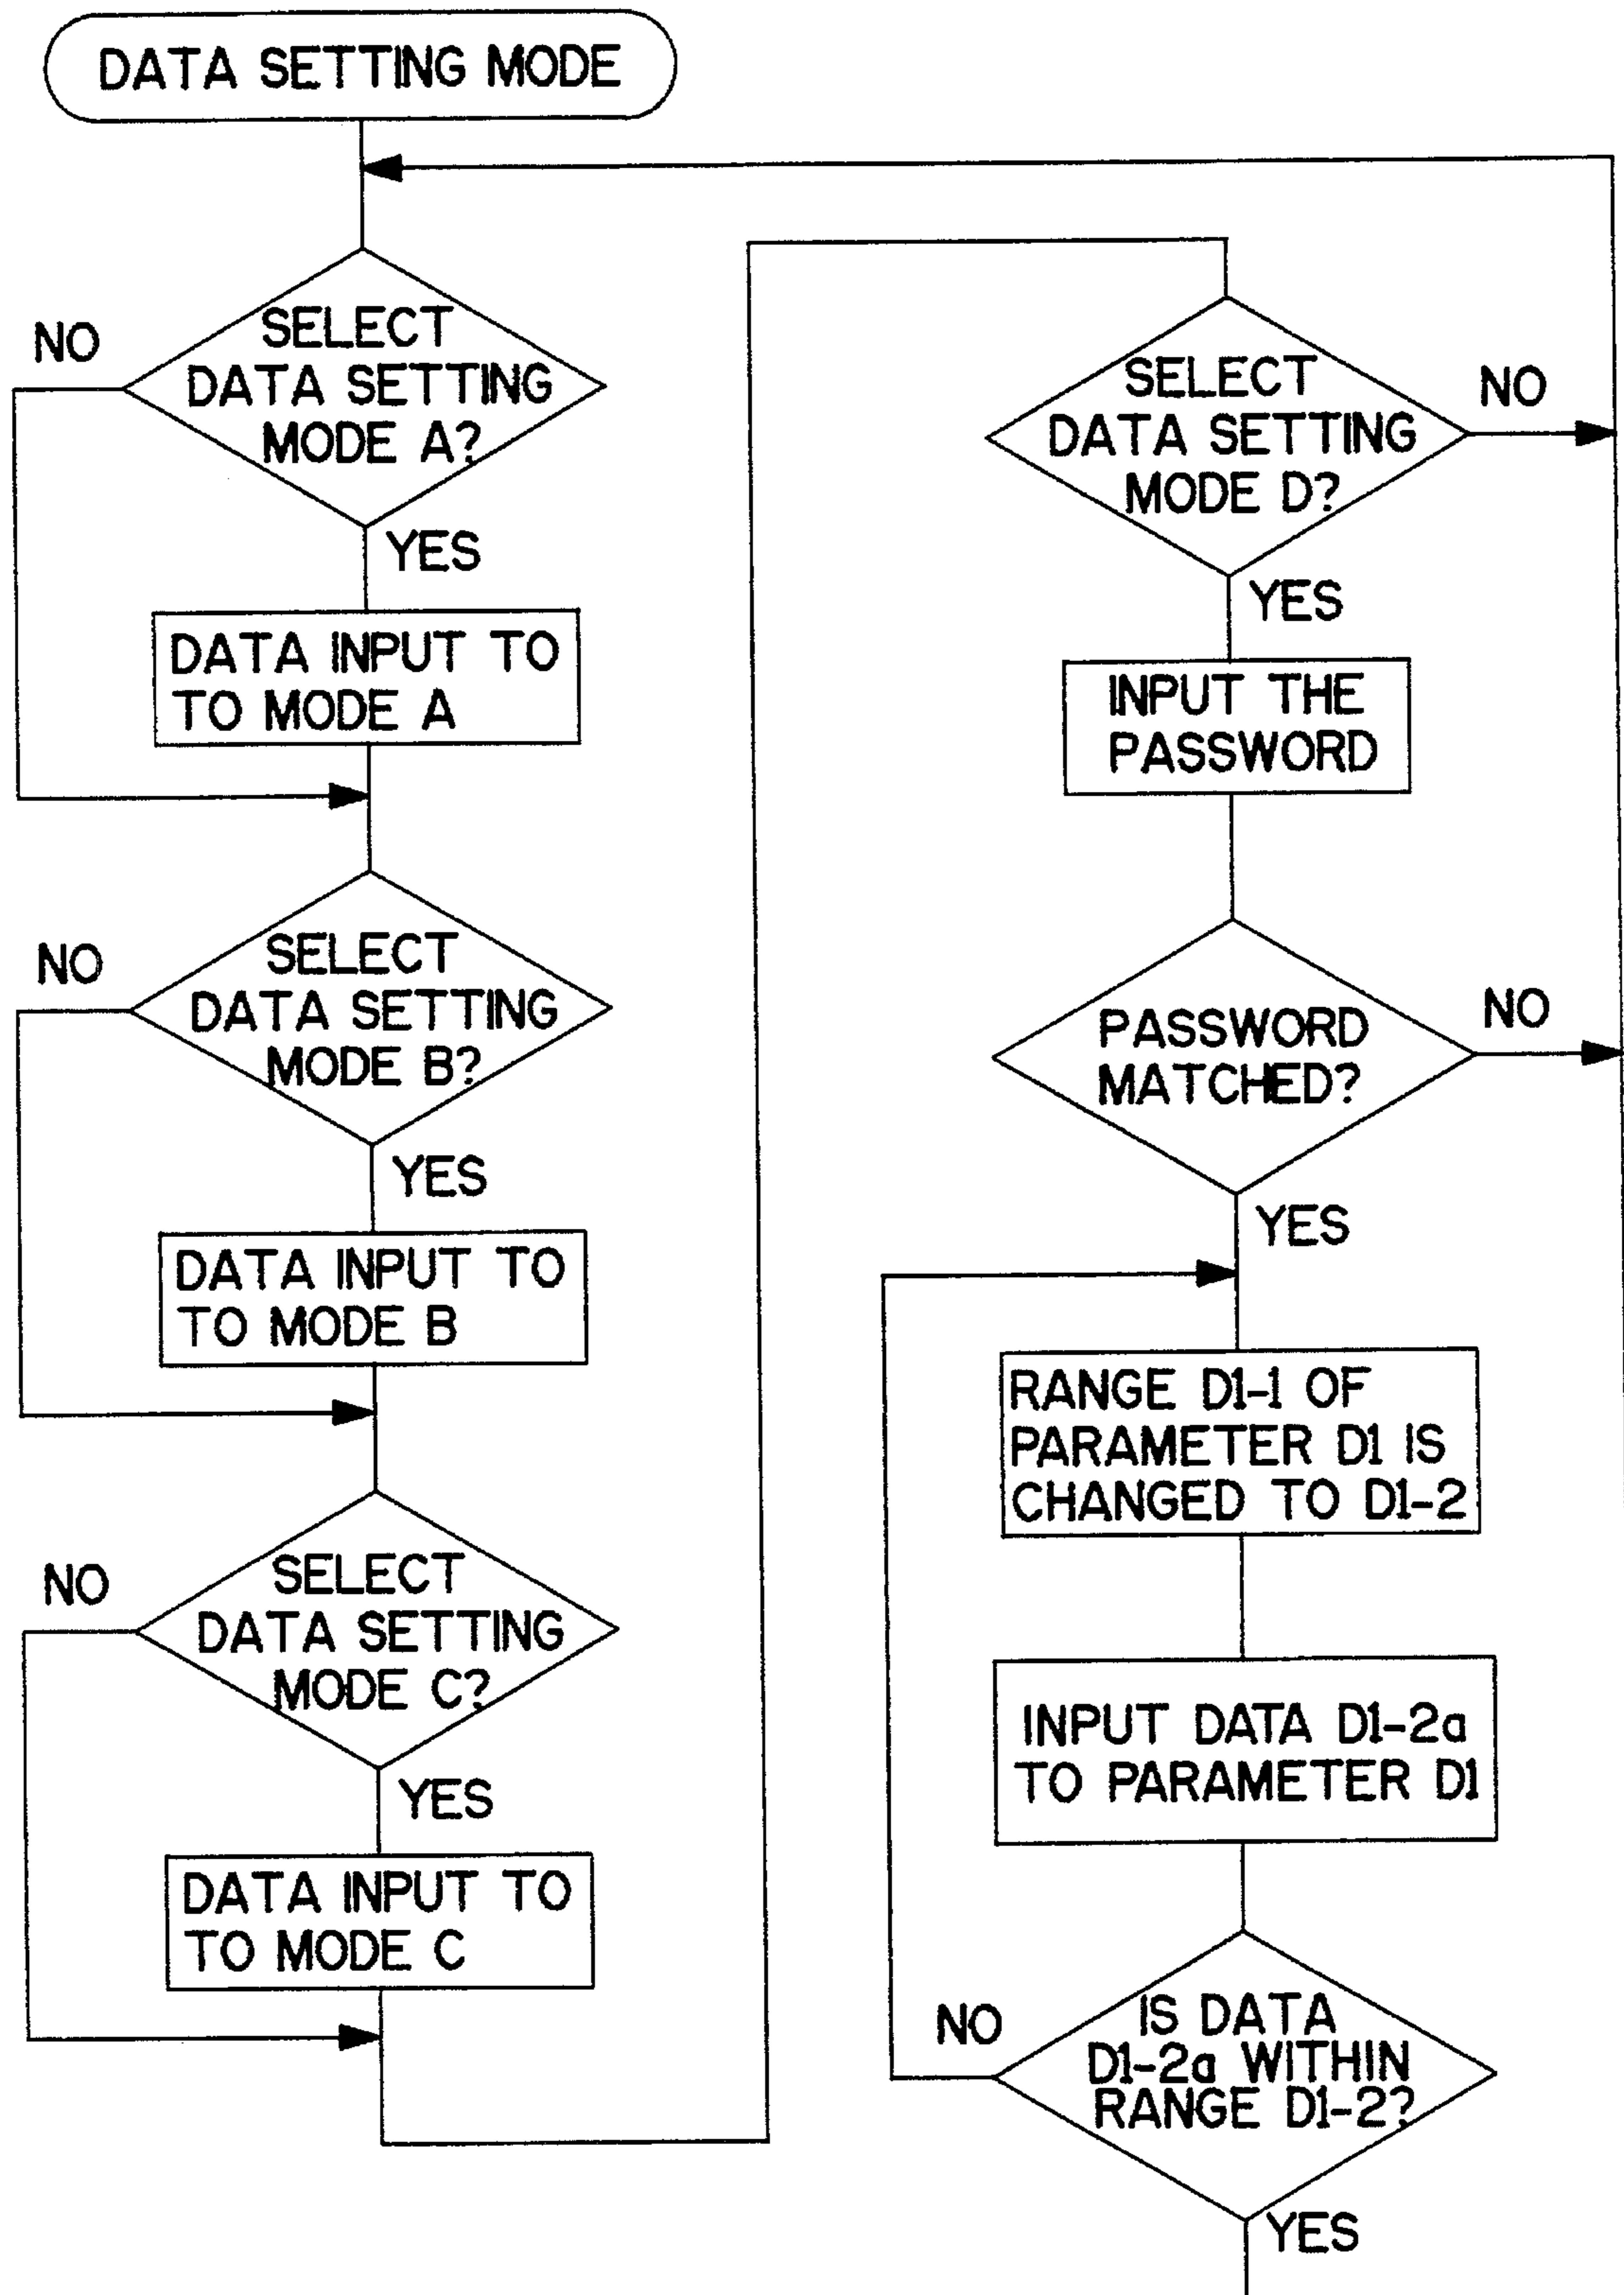 DATA SETTING MODE
NO
SELECT
DATA SETTING
MODE A?
YES
DATA INPUT TO
TO MODE A
NO
SELECT
DATA SETTING
MODE B?
YES
DATA INPUT TO
TO MODE B
NO
SELECT
DATA SETTING
MODE C?
YES
DATA INPUT TO
TO MODE C
SELECT
DATA SETTING
MODE D?
NO
YES
INPUT THE
PASSWORD
PASSWORD
MATCHED?
NO
YES
RANGE D1-1 OF
PARAMETER D1 IS
CHANGED TO D1-2
INPUT DATA D1-2a
TO PARAMETER D1
NO
IS DATA
D1-2a WITHIN
RANGE D1-2?
YES